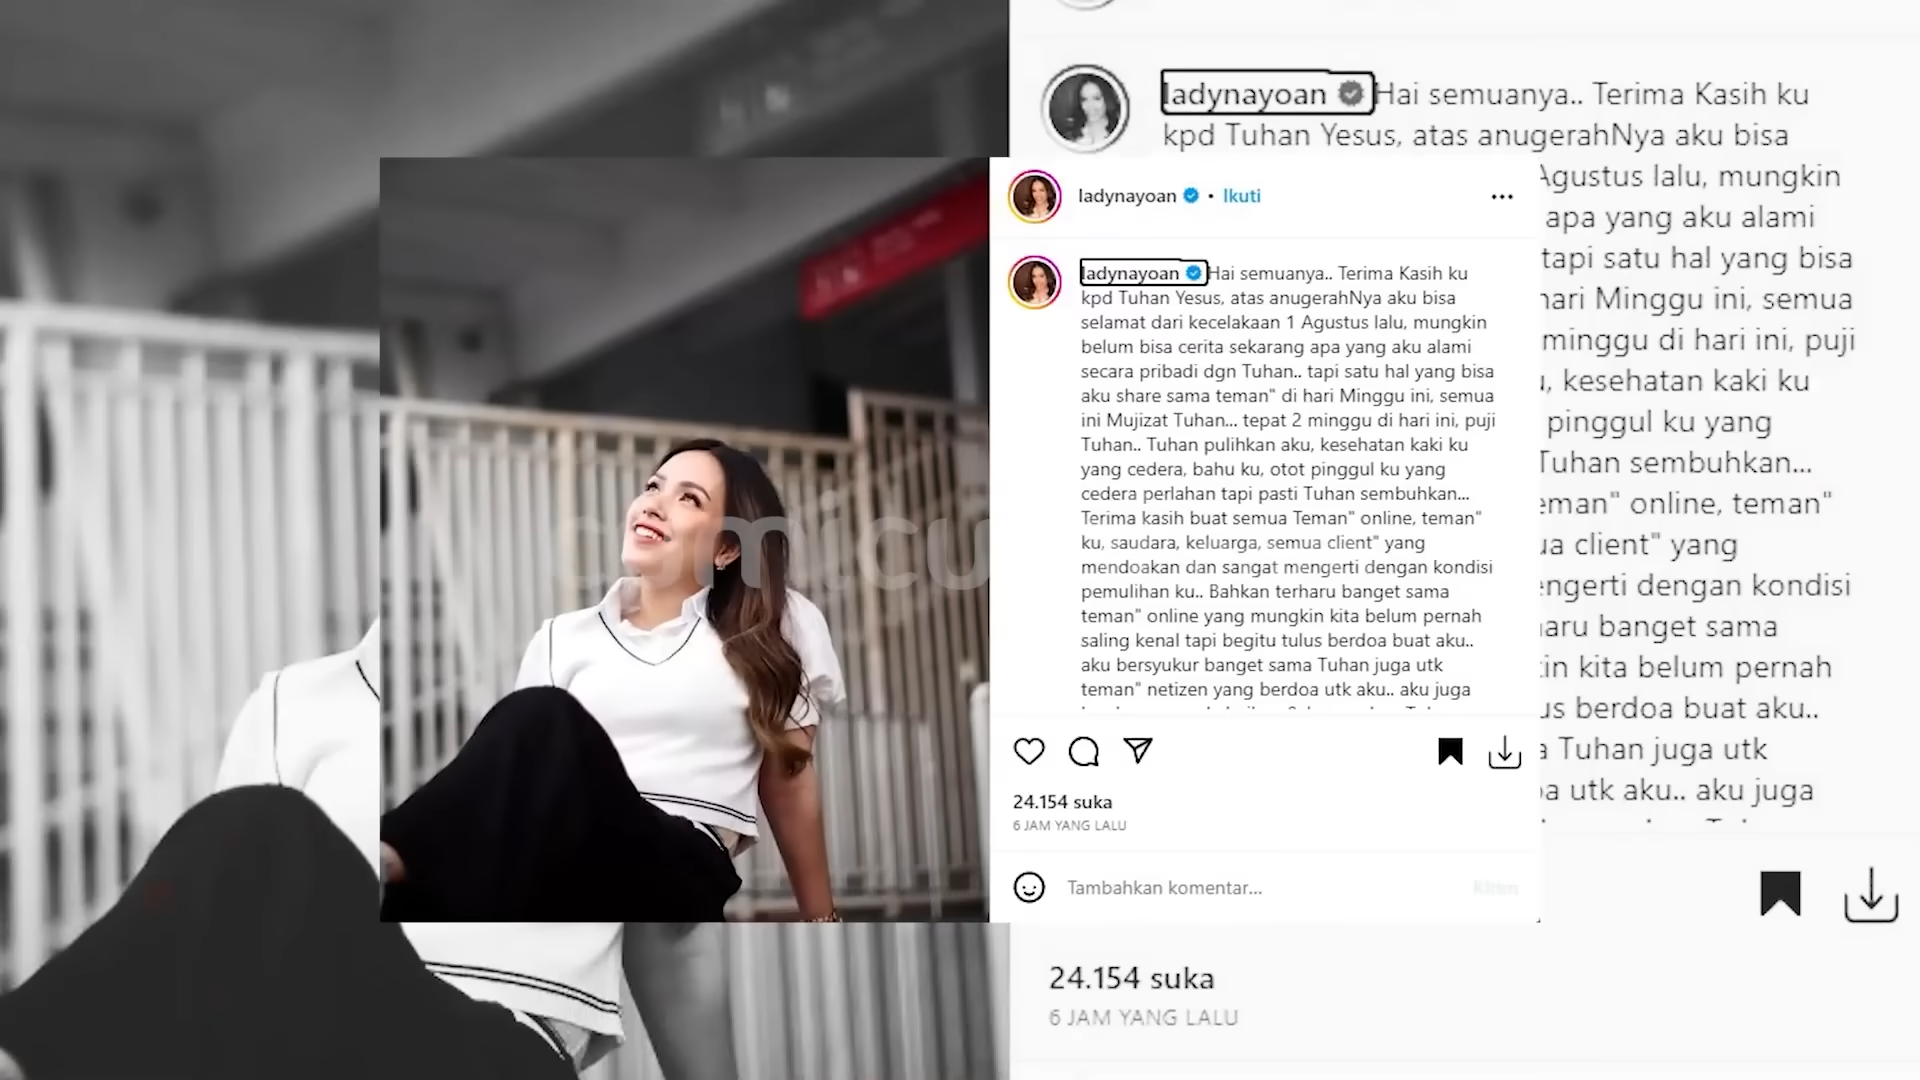 ladynayoan • Ikuti
ladynayoan Hai semuanya.. Terima Kasih ku
kpd Tuhan Yesus, atas anugerahNya aku bisa
selamat dari kecelakaan 1 Agustus lalu, mungkin
belum bisa cerita sekarang apa yang aku alami
secara pribadi dgn Tuhan.. tapi satu hal yang bisa
aku share sama teman" di hari Minggu ini, semua
ini Mujizat Tuhan... tepat 2 minggu di hari ini, puji
Tuhan.. Tuhan pulihkan aku, kesehatan kaki ku
yang cedera, bahu ku, otot pinggul ku yang
cedera perlahan tapi pasti Tuhan sembuhkan...
Terima kasih buat semua Teman" online, teman"
ku, saudara, keluarga, semua client" yang
mendoakan dan sangat mengerti dengan kondisi
pemulihan ku.. Bahkan terharu banget sama
teman" online yang mungkin kita belum pernah
saling kenal tapi begitu tulus berdoa buat aku..
aku bersyukur banget sama Tuhan juga utk
teman" netizen yang berdoa utk aku.. aku juga
24.154 suka
6 JAM YANG LALU
Tambahkan komentar...
Kirim
cumicu
ladynayoan Hai semuanya.. Terima Kasih ku
kpd Tuhan Yesus, atas anugerahNya aku bisa
Agustus lalu, mungkin
apa yang aku alami
tapi satu hal yang bisa
hari Minggu ini, semua
minggu di hari ini, puji
kesehatan kaki ku
pinggul ku yang
Tuhan sembuhkan...
online, teman"
client" yang
dengan kondisi
banget sama
kita belum pernah
berdoa buat aku..
Tuhan juga utk
utk aku.. aku juga
24.154 suka
6 JAM YANG LALU